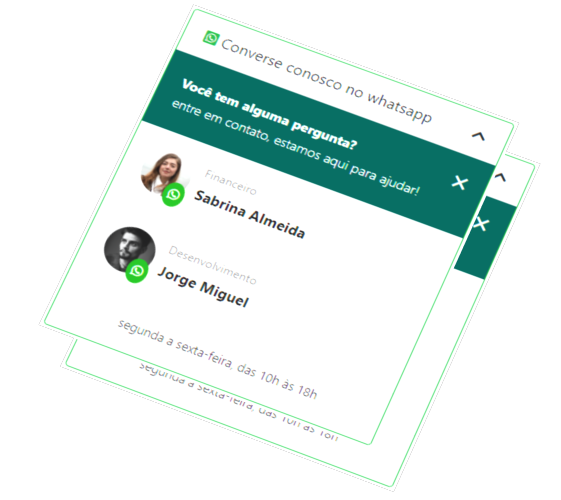 Converse conosco no whatsapp
Você tem alguma pergunta?
entre em contato, estamos aqui para ajudar!
Financeiro
Sabrina Almeida
Desenvolvimento
Jorge Miguel
segunda a sexta-feira, das 10h às 18h
segunda a sexta-feira, das 10h às 18h